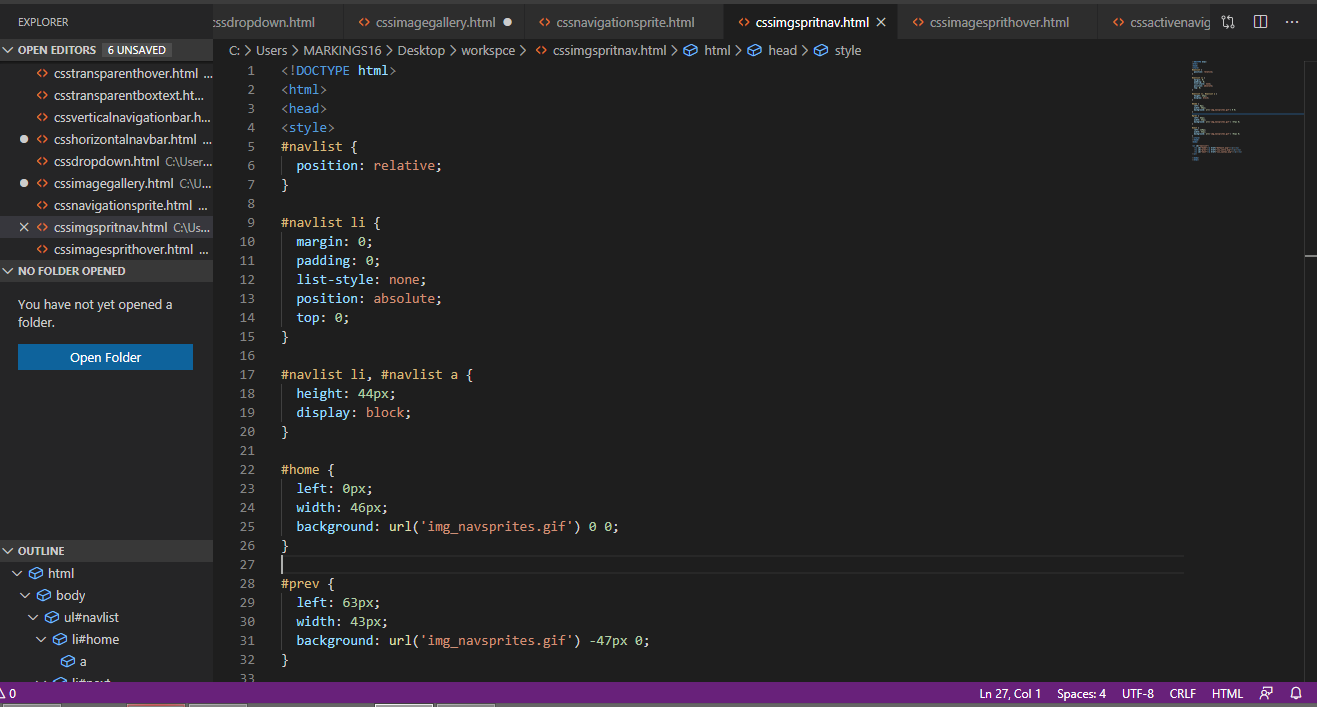 EXPLORER
cssdropdown.html cssimagegallery.html cssnavigationsprite.html cssimgspritnav.html cssimagesprithover.html cssactivenavig
OPEN EDITORS 6 UNSAVED
C: > Users > MARKINGS16 > Desktop > workspce > cssimgspritnav.html > html > head > style
csstransparenthover.html ...
csstransparentboxtext.ht...
cssverticalnavigationbar.h...
csshorizontalnavbar.html ...
cssdropdown.html C:\User...
cssimagegallery.html C:\U...
cssnavigationsprite.html ...
cssimgspritnav.html C:\Us...
cssimagesprithover.html ...
NO FOLDER OPENED
You have not yet opened a
folder.
Open Folder
OUTLINE
html
body
ul#navlist
li#home
a
li#next
1 <!DOCTYPE html>
2 <html>
3 <head>
4 <style>
5 #navlist {
6 position: relative;
7 }
8
9 #navlist li {
10 margin: 0;
11 padding: 0;
12 list-style: none;
13 position: absolute;
14 top: 0;
15 }
16
17 #navlist li, #navlist a {
18 height: 44px;
19 display: block;
20 }
21
22 #home {
23 left: 0px;
24 width: 46px;
25 background: url('img_navsprites.gif') 0 0;
26 }
27
28 #prev {
29 left: 63px;
30 width: 43px;
31 background: url('img_navsprites.gif') -47px 0;
32 }
33
0 Ln 27, Col 1 Spaces: 4 UTF-8 CRLF HTML